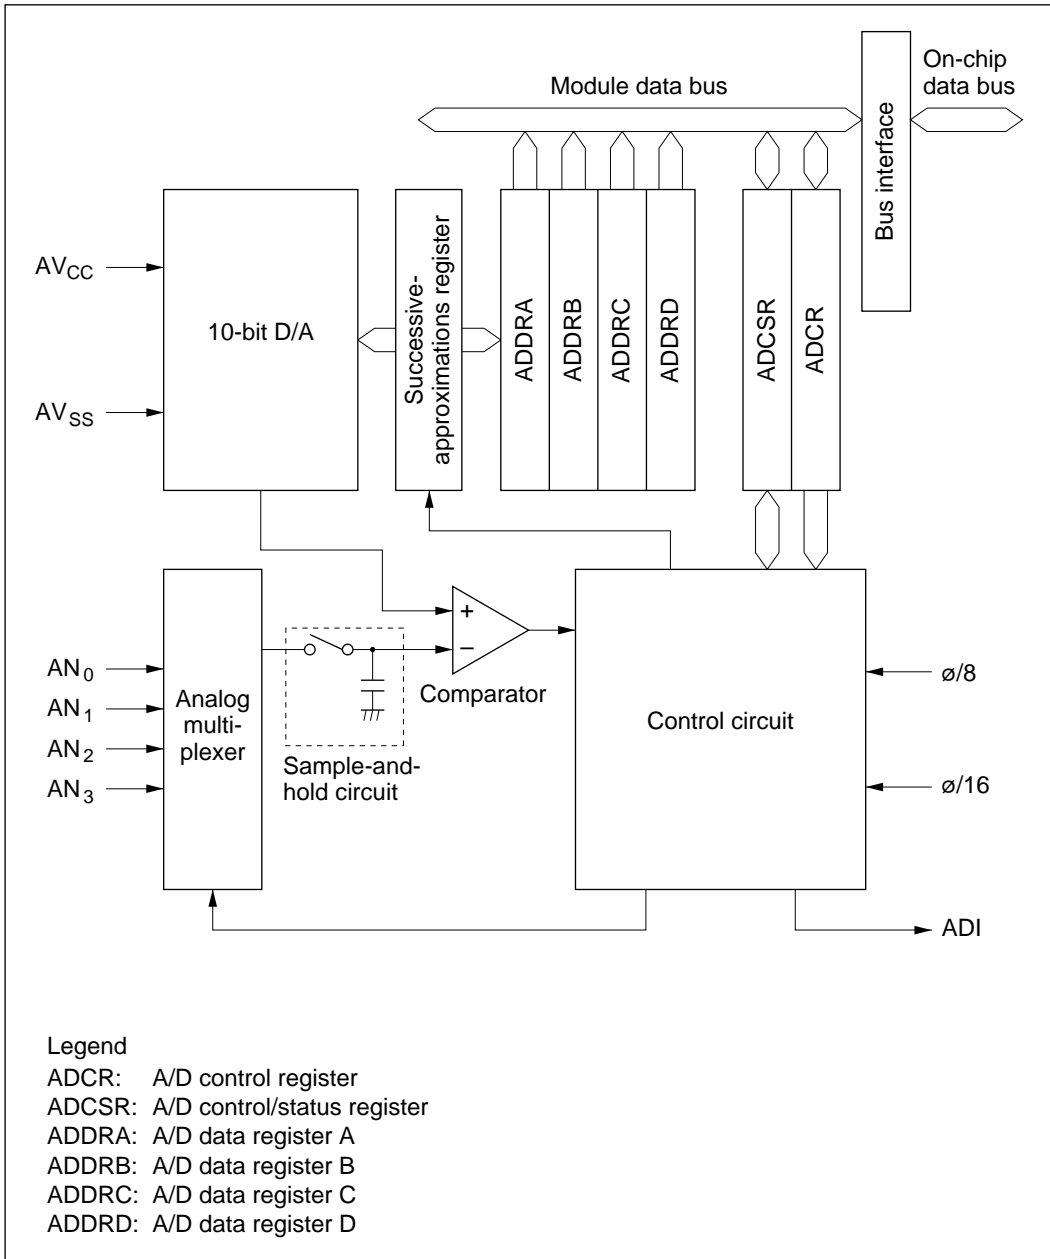 On-chip
data bus
Module data bus
Bus interface
AVCC
AVSS
10-bit D/A
Successive-
approximations register
ADDRA
ADDRB
ADDRC
ADDRD
ADCSR
ADCR
AN0
AN1
AN2
AN3
Analog
multi-
plexer
+
−
Comparator
Sample-and-
hold circuit
Control circuit
ø/8
ø/16
ADI
Legend
ADCR: A/D control register
ADCSR: A/D control/status register
ADDRA: A/D data register A
ADDRB: A/D data register B
ADDRC: A/D data register C
ADDRD: A/D data register D